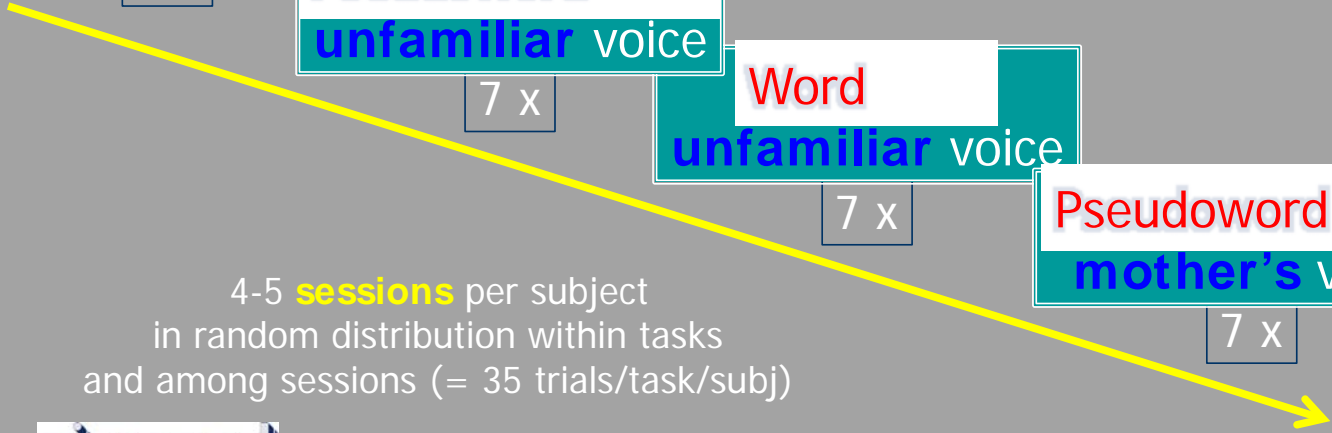 unfamiliar voice
7 x
Word
unfamiliar voice
7 x
Pseudoword
mother's
7 x
4-5 sessions per subject
in random distribution within tasks
and among sessions (= 35 trials/task/subj)